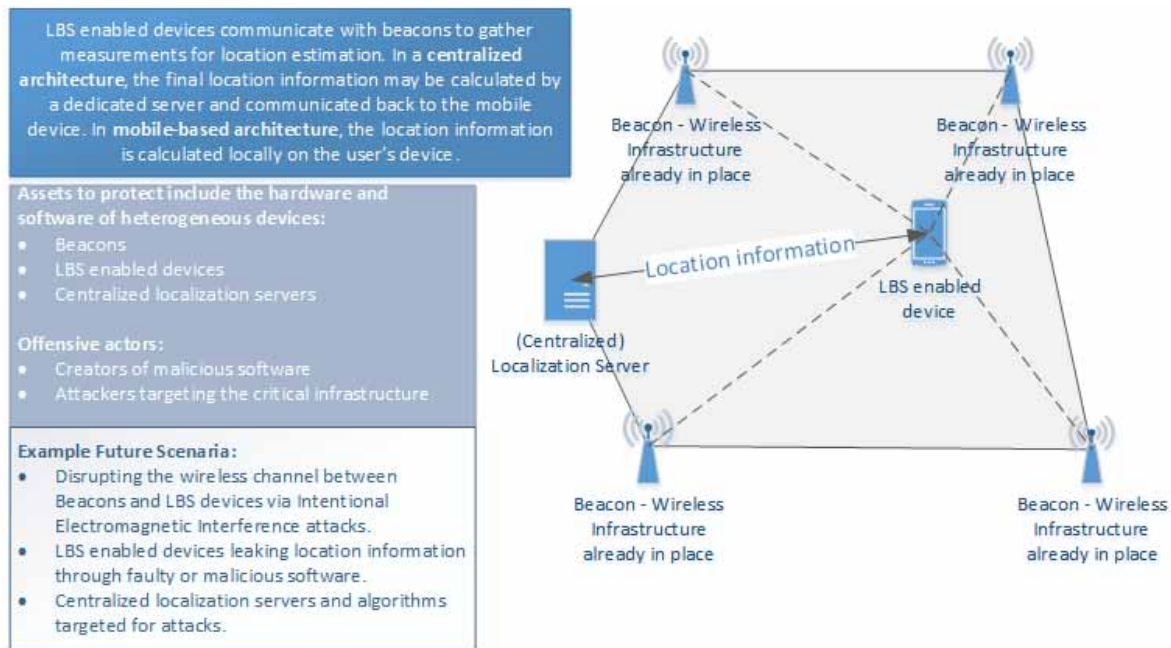 LBS enabled devices communicate with beacons to gather
measurements for location estimation. In a centralized
architecture, the final location information may be calculated by
a dedicated server and communicated back to the mobile
device. In mobile-based architecture, the location information
is calculated locally on the user's device.
Assets to protect include the hardware and
software of heterogeneous devices:
• Beacons
• LBS enabled devices
• Centralized localization servers
Offensive actors:
• Creators of malicious software
• Attackers targeting the critical infrastructure
Example Future Scenaria:
• Disrupting the wireless channel between
Beacons and LBS devices via Intentional
Electromagnetic Interference attacks.
• LBS enabled devices leaking location information
through faulty or malicious software.
• Centralized localization servers and algorithms
targeted for attacks.
Beacon - Wireless
Infrastructure
already in place
Beacon - Wireless
Infrastructure
already in place
Location information
LBS enabled
device
(Centralized)
Localization Server
Beacon - Wireless
Infrastructure
already in place
Beacon - Wireless
Infrastructure
already in place